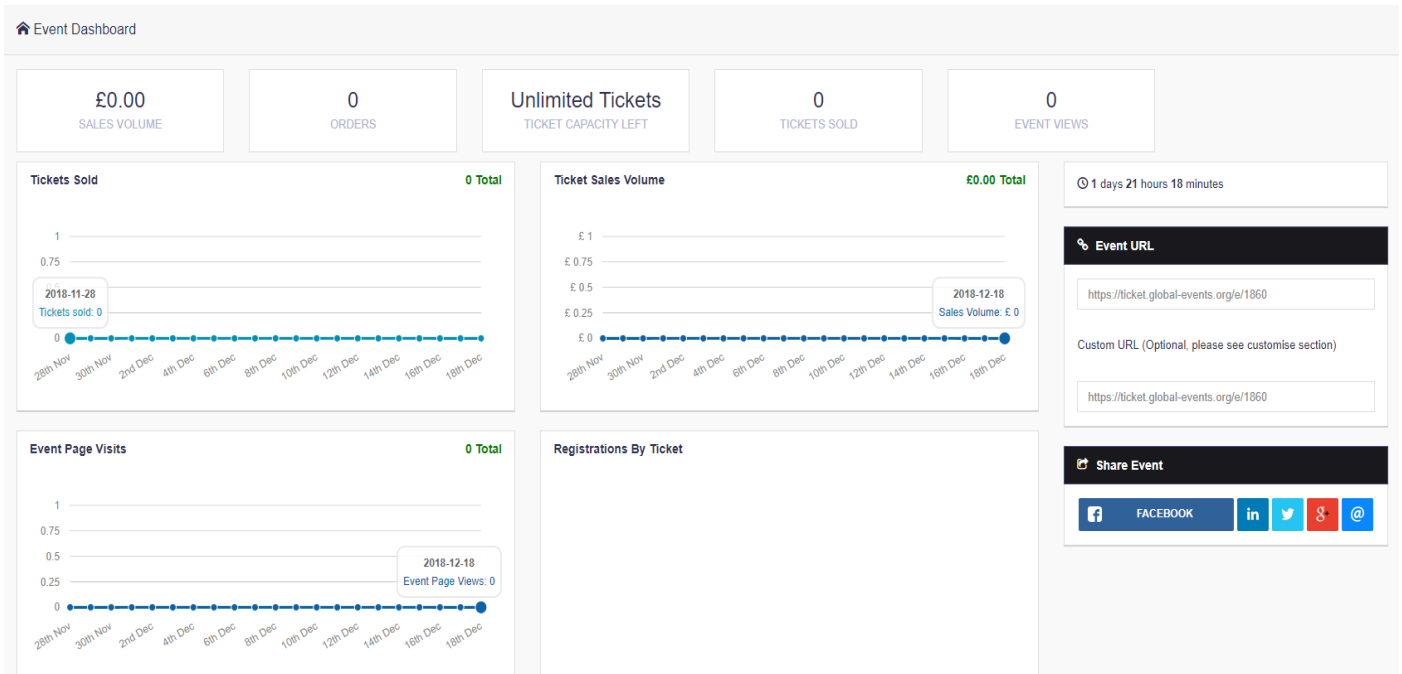 Event Dashboard
£0.00
SALES VOLUME
0
ORDERS
Unlimited Tickets
TICKET CAPACITY LEFT
0
TICKETS SOLD
0
EVENT VIEWS
Tickets Sold 0 Total
1
0.75
2018-11-28
Tickets sold: 0
0
28th Nov 30th Nov 2nd Dec 4th Dec 6th Dec 8th Dec 10th Dec 12th Dec 14th Dec 16th Dec 18th Dec
Ticket Sales Volume £0.00 Total
£ 1
£ 0.75
£ 0.5
£ 0.25
£ 0
2018-12-18
Sales Volume: £ 0
28th Nov 30th Nov 2nd Dec 4th Dec 6th Dec 8th Dec 10th Dec 12th Dec 14th Dec 16th Dec 18th Dec
1 days 21 hours 18 minutes
Event URL
https://ticket.global-events.org/e/1860
Custom URL (Optional, please see customise section)
https://ticket.global-events.org/e/1860
Event Page Visits 0 Total
1
0.75
0.5
0.25
0
2018-12-18
Event Page Views: 0
28th Nov 30th Nov 2nd Dec 4th Dec 6th Dec 8th Dec 10th Dec 12th Dec 14th Dec 16th Dec 18th Dec
Registrations By Ticket
Share Event
f FACEBOOK in g+ @